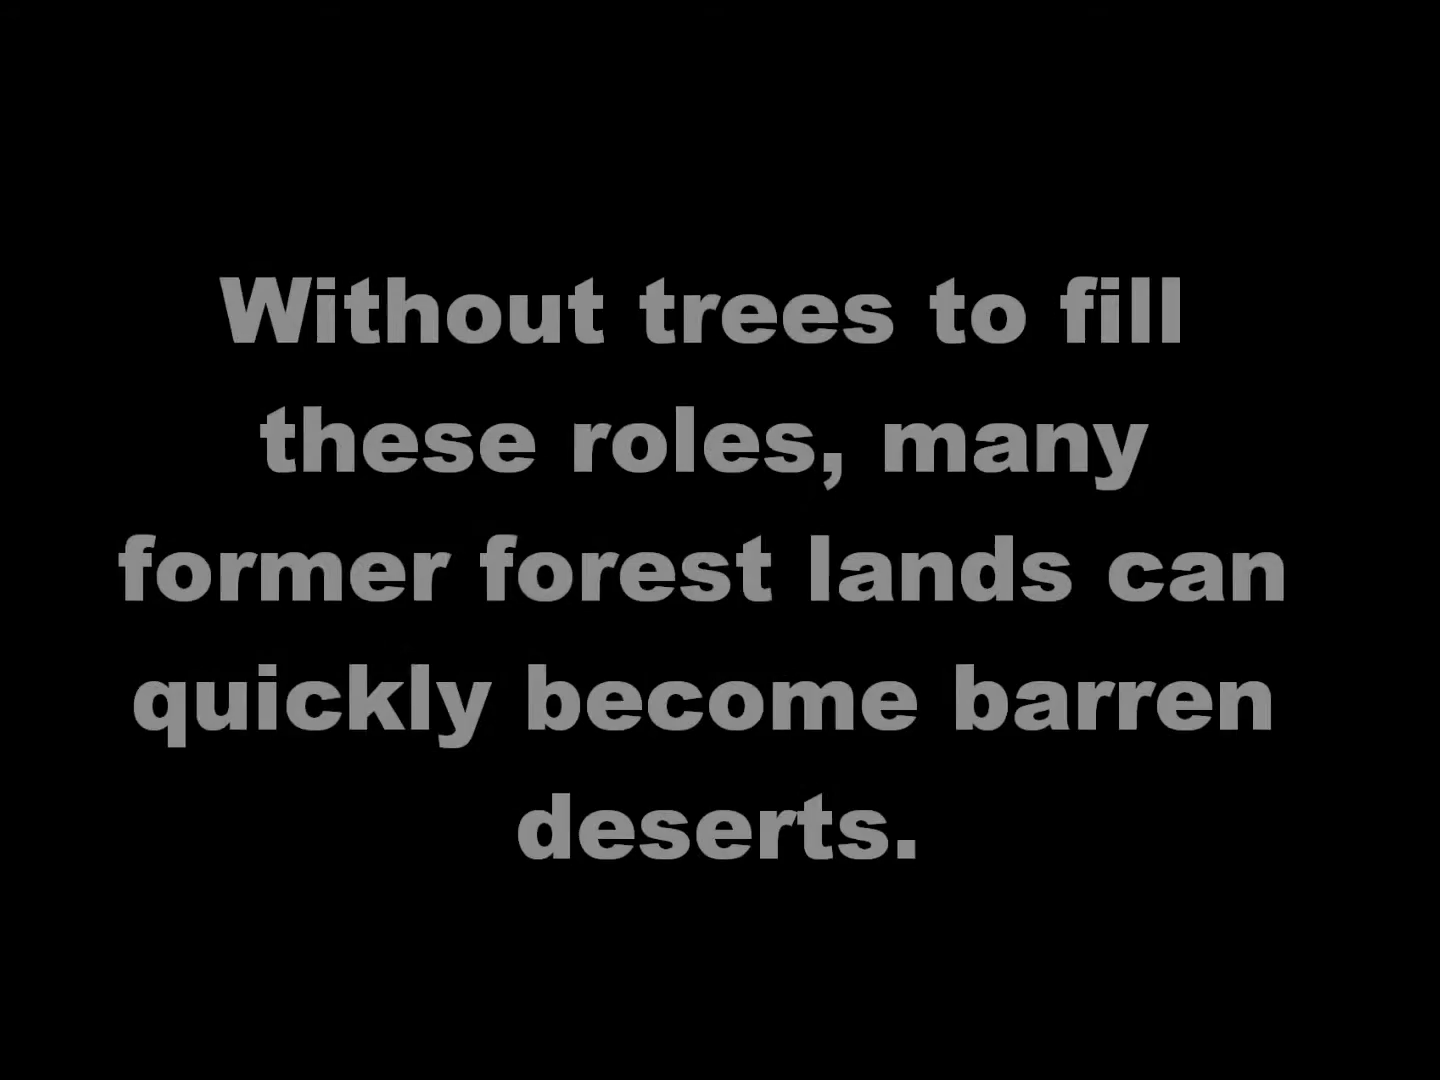 Without trees to fill
these roles, many
former forest lands can
quickly become barren
deserts.